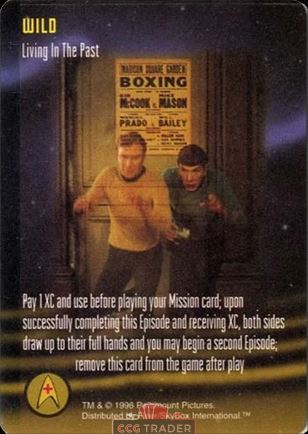 WILD
Living In The Past
MADISON SQUARE GARDEN
BOXING
McCOOK & MASON
PRADO & BAILEY
Pay 1 XC and use before playing your Mission card; upon
successfully completing this Episode and receiving XC, both sides
draw up to their full hands and you may begin a second Episode;
remove this card from the game after play
TM & © 1996 Paramount Pictures.
Distributed by Fleer/SkyBox International™
CCG TRADER